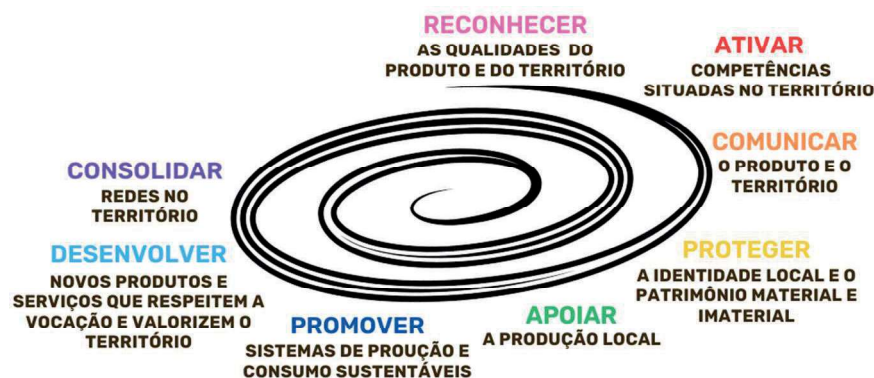 RECONHECER
AS QUALIDADES DO
PRODUTO E DO TERRITÓRIO
ATIVAR
COMPETÊNCIAS
SITUADAS NO TERRITÓRIO
COMUNICAR
O PRODUTO E O
TERRITÓRIO
PROTEGER
A IDENTIDADE LOCAL E O
PATRIMÔNIO MATERIAL E
IMATERIAL
APOIAR
A PRODUÇÃO LOCAL
PROMOVER
SISTEMAS DE PROUÇÃO E
CONSUMO SUSTENTÁVEIS
DESENVOLVER
NOVOS PRODUTOS E
SERVIÇOS QUE RESPEITEM A
VOCAÇÃO E VALORIZEM O
TERRITÓRIO
CONSOLIDAR
REDES NO
TERRITÓRIO